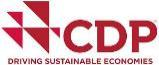 CDP
DRIVING SUSTAINABLE ECONOMIES